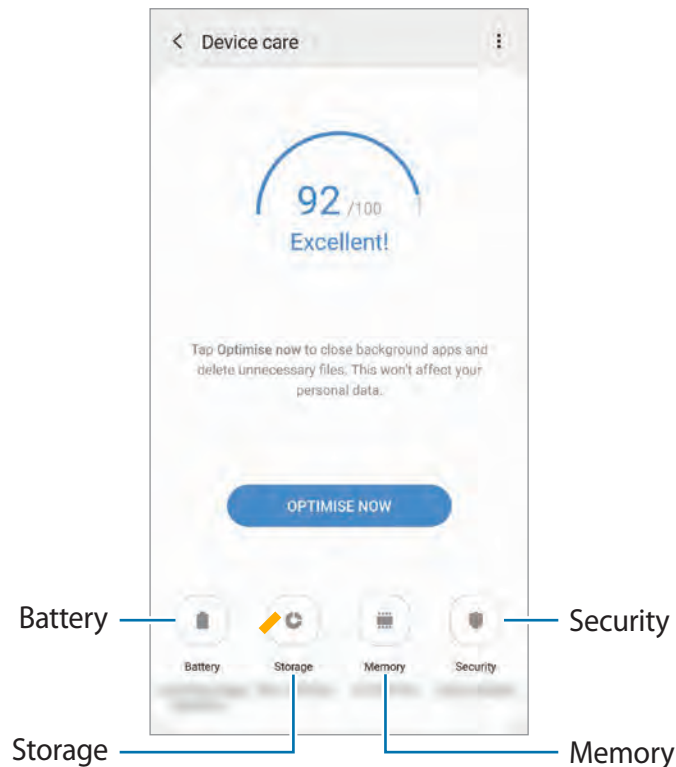 Device care
92 /100
Excellent!
Tap Optimise now to close background apps and
delete unnecessary files. This won't affect your
personal data.
OPTIMISE NOW
Battery
Security
Battery Storage Memory Security
Storage
Memory